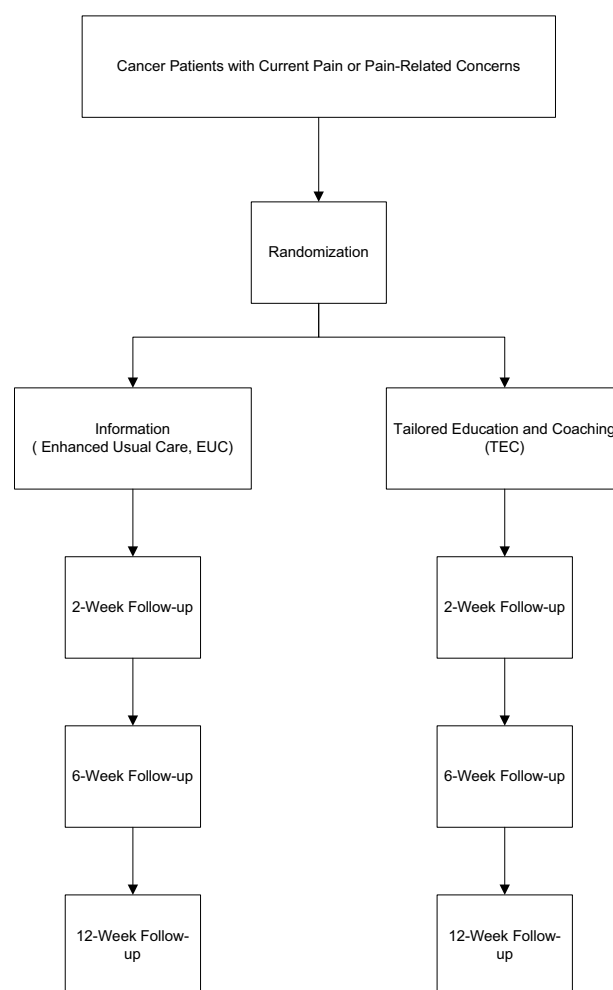 Cancer Patients with Current Pain or Pain-Related Concerns
Randomization
Information
( Enhanced Usual Care, EUC)
Tailored Education and Coaching
(TEC)
2-Week Follow-up
2-Week Follow-up
6-Week Follow-up
6-Week Follow-up
12-Week Follow-
up
12-Week Follow-
up